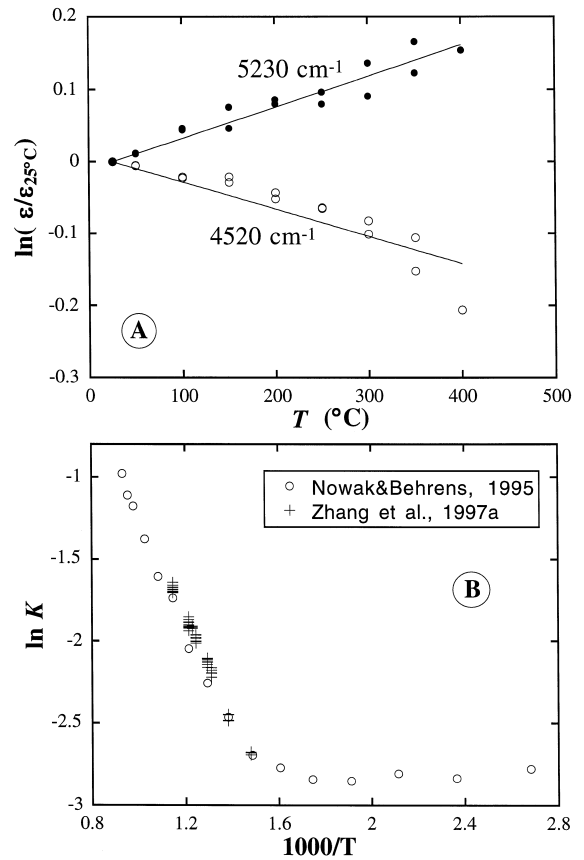 0.2
5230 cm-1
0.1
0
ln( ε/ε25°C)
-0.1
4520 cm-1
-0.2
A
-0.3
0 100 200 300 400 500
T (°C)
-1
Nowak&Behrens, 1995
Zhang et al., 1997a
-1.5
B
ln K
-2
-2.5
-3
0.8 1.2 1.6 2 2.4 2.8
1000/T